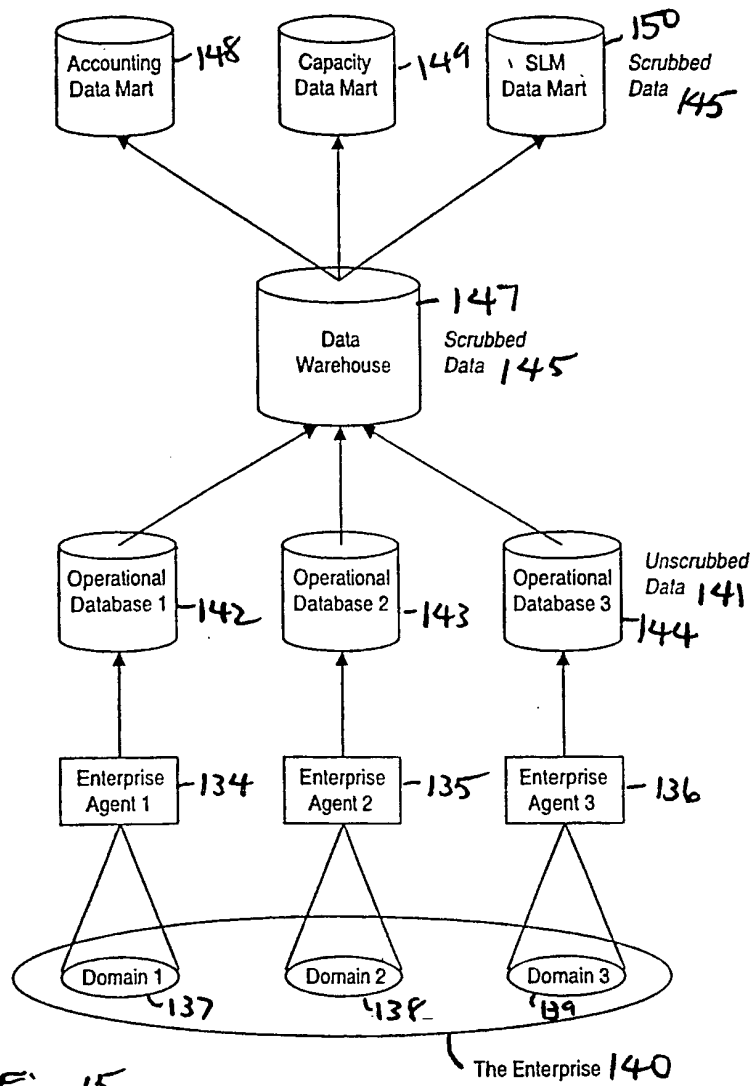 Accounting
Data Mart
148
Capacity
Data Mart
149
SLM
Data Mart
150
Scrubbed
Data 145
Data
Warehouse
147
Scrubbed
Data 145
Operational
Database 1
142
Operational
Database 2
143
Operational
Database 3
144
Unscrubbed
Data 141
Enterprise
Agent 1
134
Enterprise
Agent 2
135
Enterprise
Agent 3
136
Domain 1
137
Domain 2
138
Domain 3
139
The Enterprise 140
15